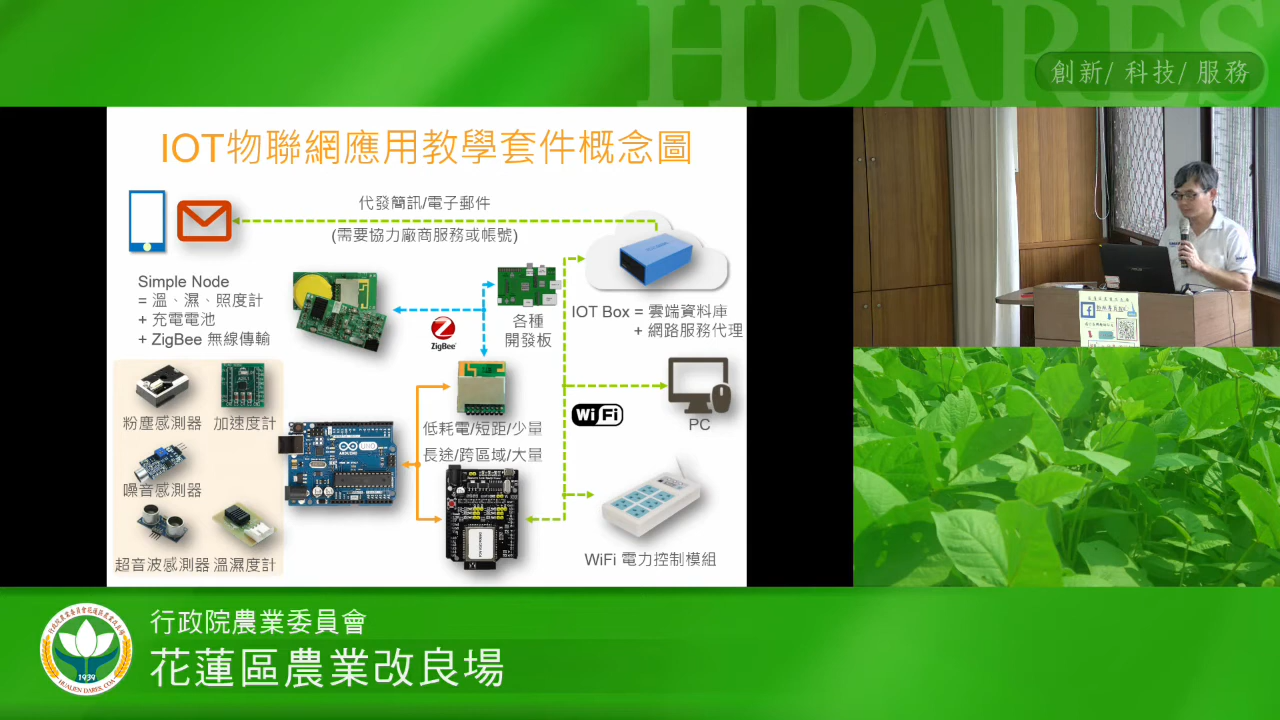 HDARES
創新/ 科技/ 服務
IOT物聯網應用教學套件概念圖
代發簡訊/電子郵件
(需要協力廠商服務或帳號)
Simple Node
= 溫、濕、照度計
+ 充電電池
+ ZigBee 無線傳輸
ZigBee
各種
開發板
IOT Box = 雲端資料庫
+ 網路服務代理
粉塵感測器
加速度計
噪音感測器
超音波感測器
溫濕度計
低耗電/短距/少量
長途/跨區域/大量
WiFi
PC
WiFi 電力控制模組
行政院農業委員會
花蓮區農業改良場
1939
HUALIEN DARES, COA